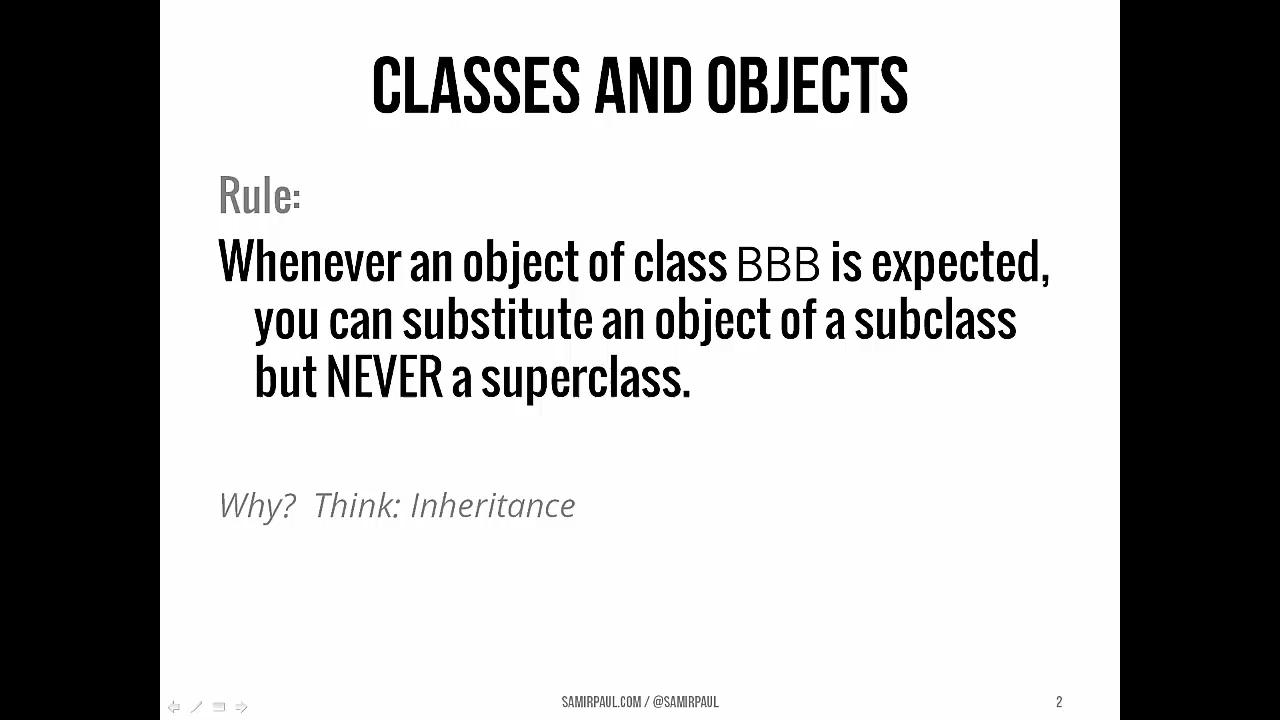 CLASSES AND OBJECTS
Rule:
Whenever an object of class BBB is expected,
you can substitute an object of a subclass
but NEVER a superclass.
Why? Think: Inheritance
SAMIRPAUL.COM / @SAMIRPAUL
2